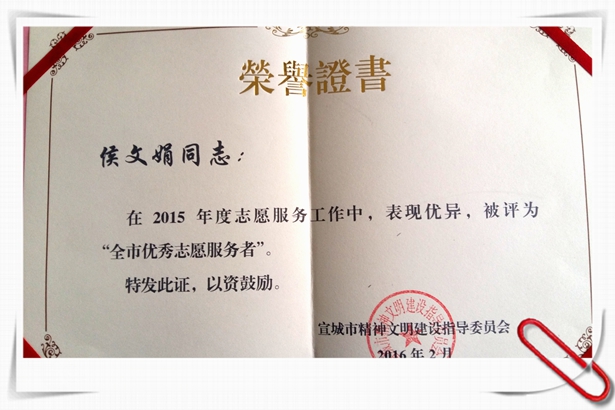 榮譽證書
侯文娟同志：
在 2015 年度志愿服务工作中，表现优异，被评为
“全市优秀志愿服务者”。
特发此证，以资鼓励。
宣城市精神文明建设指导委员会
2016 年 2 月